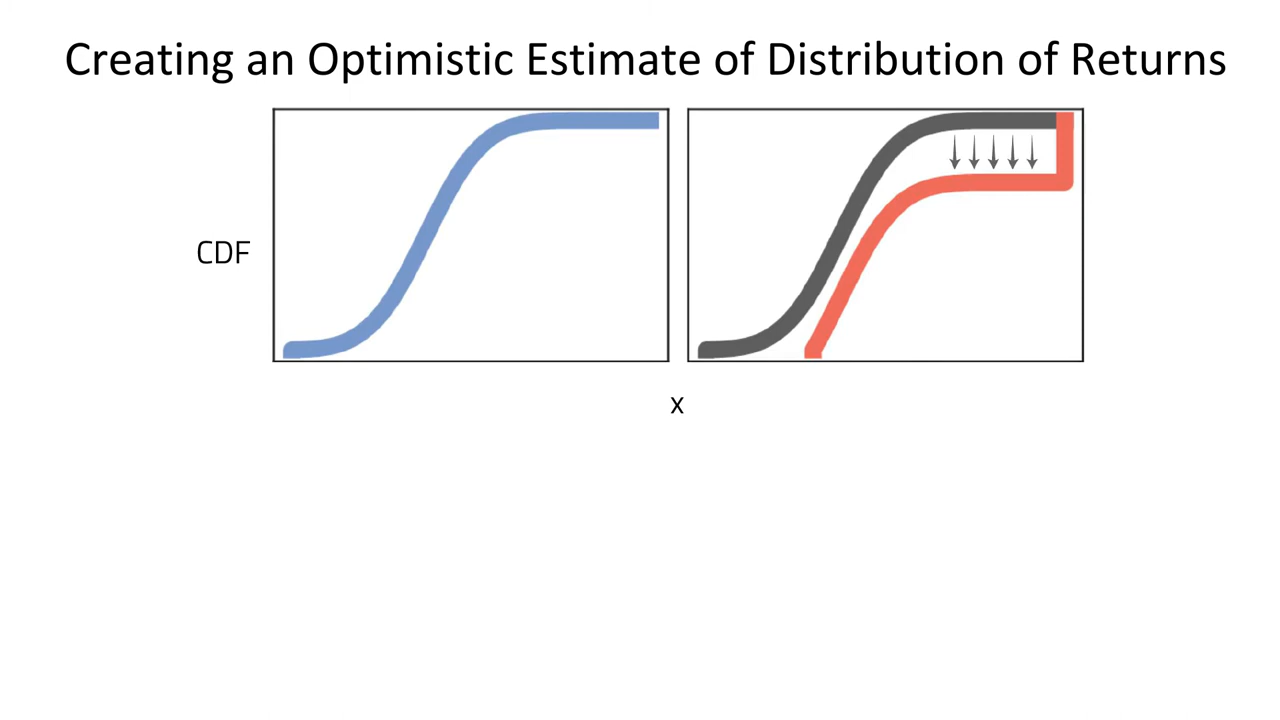 Creating an Optimistic Estimate of Distribution of Returns
CDF
x